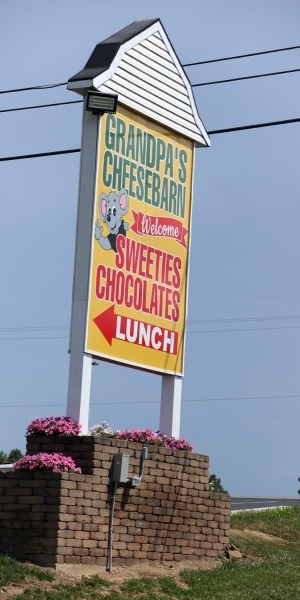 GRANDPA'S
CHEESEBARN
Welcome
SWEETIES
CHOCOLATES
LUNCH